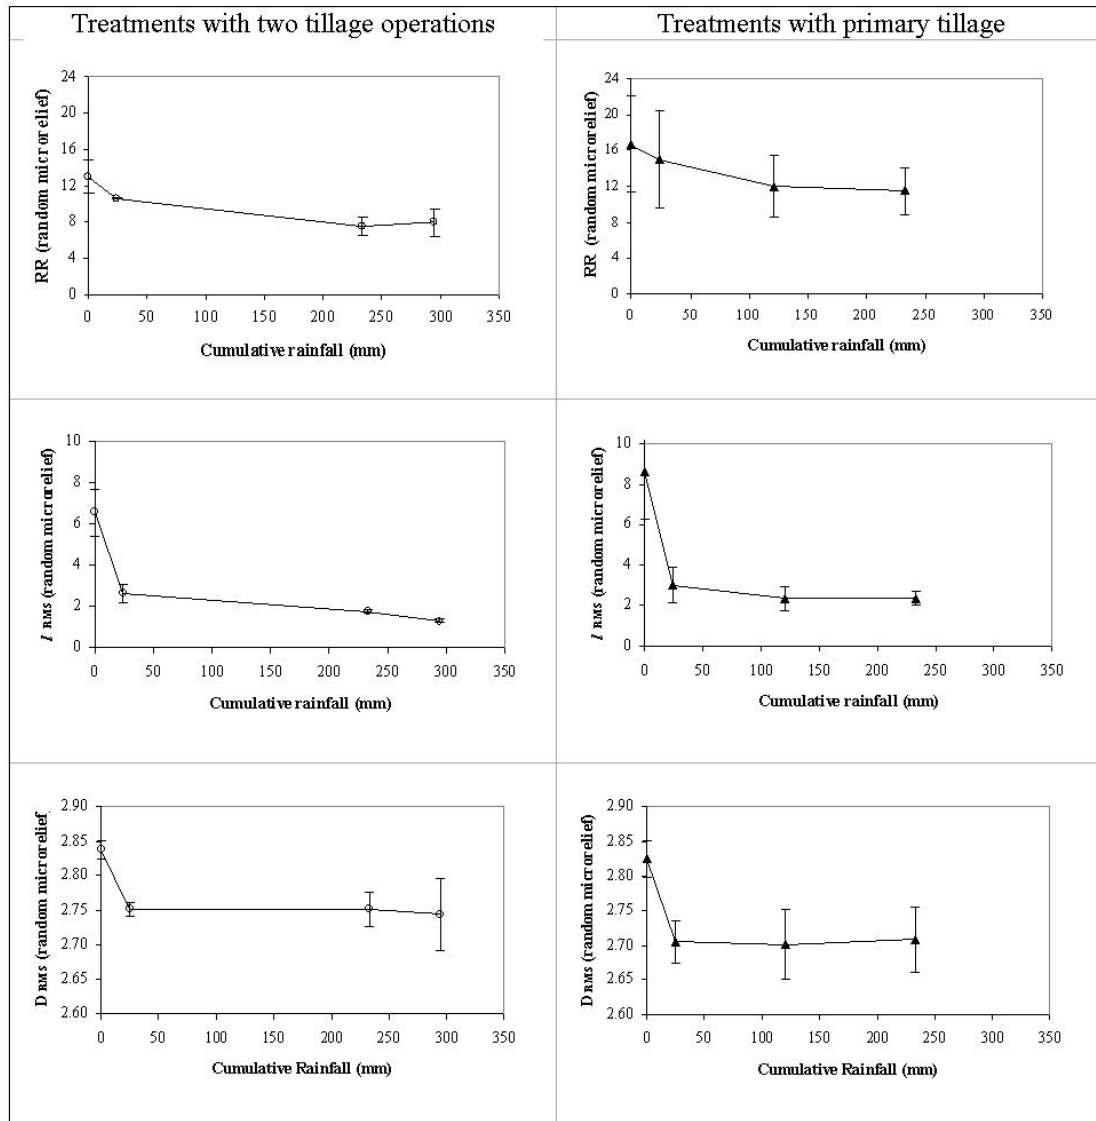 Treatments with two tillage operations
Treatments with primary tillage
RR (random microrelief)
24
20
16
12
8
4
0
0 50 100 150 200 250 300 350
Cumulative rainfall (mm)
RR (random microrelief)
24
20
16
12
8
4
0
0 50 100 150 200 250 300 350
Cumulative rainfall (mm)
l RMS (random microrelief)
10
8
6
4
2
0
0 50 100 150 200 250 300 350
Cumulative rainfall (mm)
l RMS (random microrelief)
10
8
6
4
2
0
0 50 100 150 200 250 300 350
Cumulative rainfall (mm)
D RMS (random microrelief
2.90
2.85
2.80
2.75
2.70
2.65
2.60
0 50 100 150 200 250 300 350
Cumulative Rainfall (mm)
D RMS (random microrelief)
2.90
2.85
2.80
2.75
2.70
2.65
2.60
0 50 100 150 200 250 300 350
Cumulative Rainfall (mm)